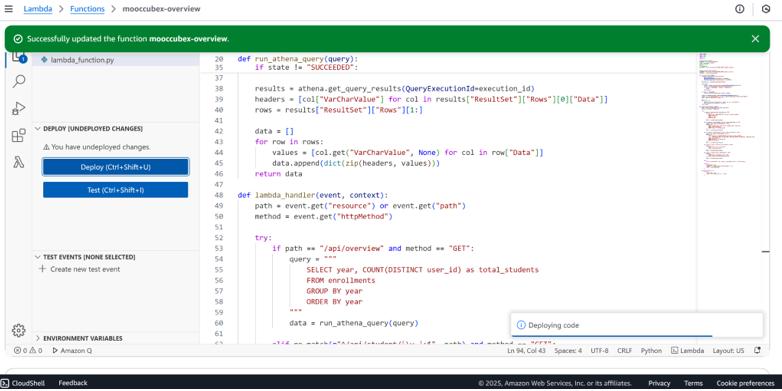 Lambda > Functions > mooccubex-overview
Successfully updated the function mooccubex-overview.
1
lambda_function.py
DEPLOY [UNDEPLOYED CHANGES]
You have undeployed changes.
Deploy (Ctrl+Shift+U)
Test (Ctrl+Shift+I)
TEST EVENTS [NONE SELECTED]
Create new test event
ENVIRONMENT VARIABLES
20 def run_athena_query(query):
35 if state != "SUCCEEDED":
37
38 results = athena.get_query_results(QueryExecutionId=execution_id)
39 headers = [col["VarCharValue"] for col in results["ResultSet"]["Rows"][0]["Data"]]
40 rows = results["ResultSet"]["Rows"][1:]
41
42 data = []
43 for row in rows:
44 values = [col.get("VarCharValue", None) for col in row["Data"]]
45 data.append(dict(zip(headers, values)))
46 return data
47
48 def lambda_handler(event, context):
49 path = event.get("resource") or event.get("path")
50 method = event.get("httpMethod")
51
52 try:
53 if path == "/api/overview" and method == "GET":
54 query = """
55 SELECT year, COUNT(DISTINCT user_id) as total_students
56 FROM enrollments
57 GROUP BY year
58 ORDER BY year
59 """
60 data = run_athena_query(query)
61
Deploying code
0 0 Amazon Q
Ln 94, Col 43 Spaces: 4 UTF-8 CRLF Python Lambda Layout: US
CloudShell Feedback
© 2025, Amazon Web Services, Inc. or its affiliates. Privacy Terms Cookie preferences